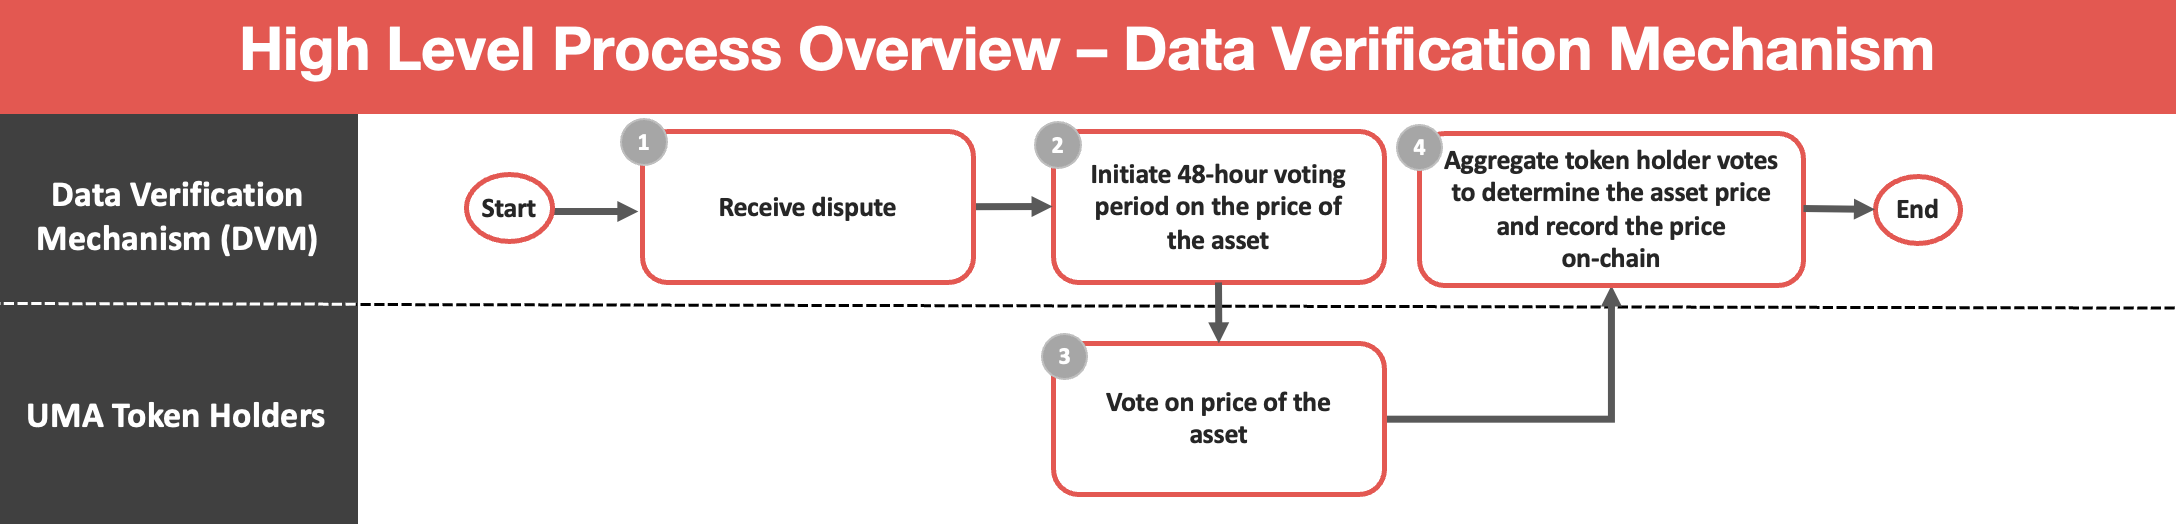 High Level Process Overview – Data Verification Mechanism
Data Verification
Mechanism (DVM)
Start
1
Receive dispute
2
Initiate 48-hour voting
period on the price of
the asset
4
Aggregate token holder votes
to determine the asset price
and record the price
on-chain
End
UMA Token Holders
3
Vote on price of the
asset